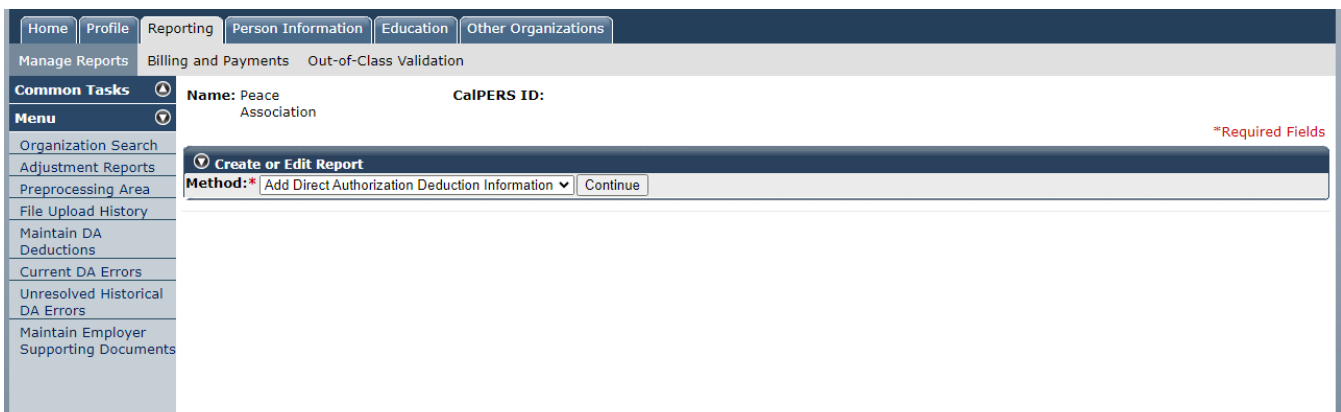 Home Profile Reporting Person Information Education Other Organizations
Manage Reports Billing and Payments Out-of-Class Validation
Common Tasks
Menu
Organization Search
Adjustment Reports
Preprocessing Area
File Upload History
Maintain DA
Deductions
Current DA Errors
Unresolved Historical
DA Errors
Maintain Employer
Supporting Documents
Name: Peace CalPERS ID:
Association
*Required Fields
Create or Edit Report
Method:* Add Direct Authorization Deduction Information Continue